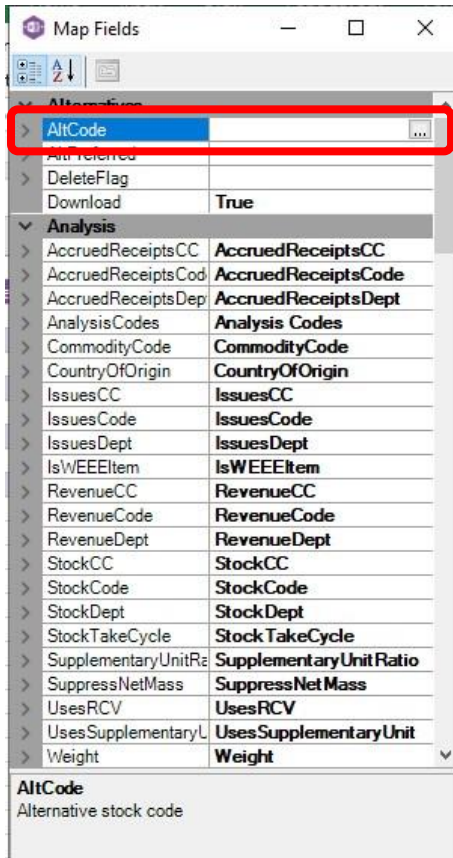 Map Fields
Alternatives
AltCode ...
AltPreferred
DeleteFlag
Download True
Analysis
AccruedReceiptsCC AccruedReceiptsCC
AccruedReceiptsCod AccruedReceiptsCode
AccruedReceiptsDep AccruedReceiptsDept
AnalysisCodes Analysis Codes
CommodityCode CommodityCode
CountryOfOrigin CountryOfOrigin
IssuesCC IssuesCC
IssuesCode IssuesCode
IssuesDept IssuesDept
IsWEEEItem IsWEEEItem
RevenueCC RevenueCC
RevenueCode RevenueCode
RevenueDept RevenueDept
StockCC StockCC
StockCode StockCode
StockDept StockDept
StockTakeCycle StockTakeCycle
SupplementaryUnitRa SupplementaryUnitRatio
SuppressNetMass SuppressNetMass
UsesRCV UsesRCV
UsesSupplementaryU UsesSupplementaryUnit
Weight Weight
AltCode
Alternative stock code